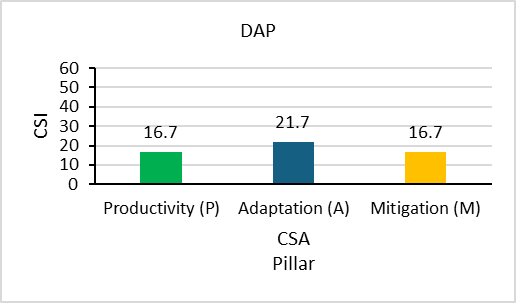 DAP
CSI
60
50
40
30
20
10
0
16.7
21.7
16.7
Productivity (P)
Adaptation (A)
Mitigation (M)
CSA
Pillar